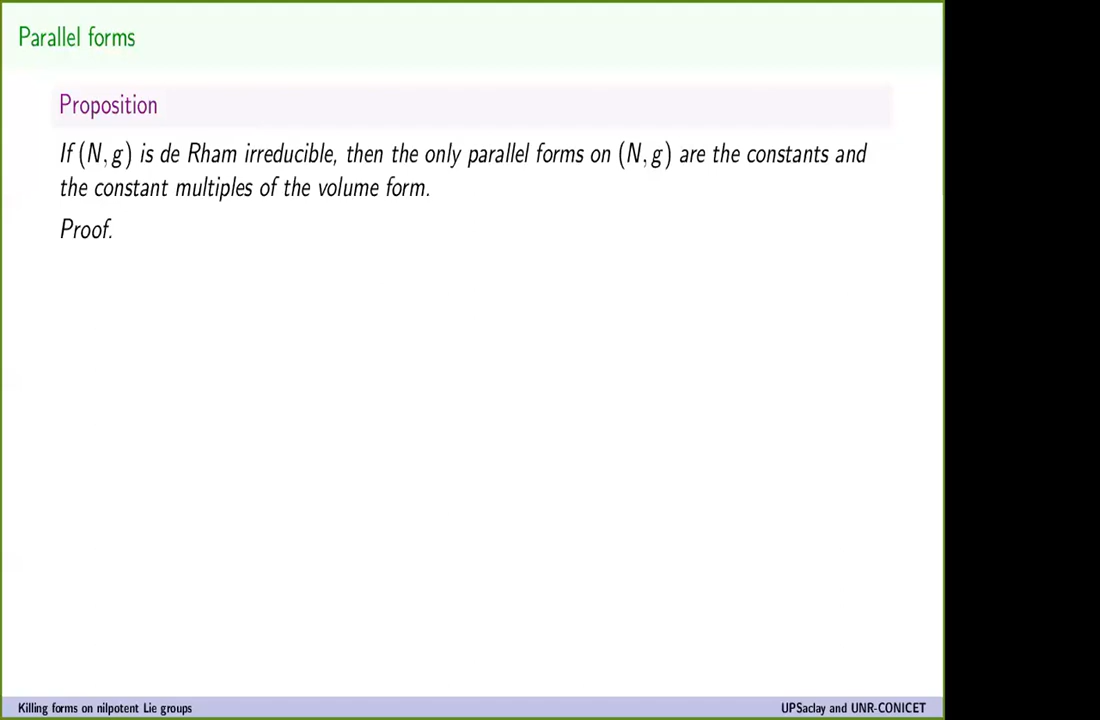 Parallel forms
Proposition
If (N, g) is de Rham irreducible, then the only parallel forms on (N, g) are the constants and
the constant multiples of the volume form.
Proof.
Killing forms on nilpotent Lie groups
UPSaclay and UNR-CONICET